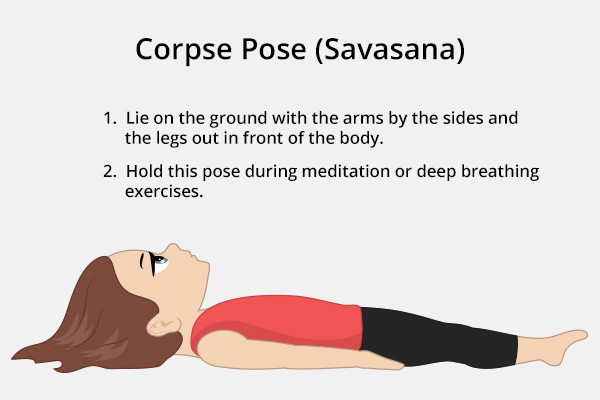 Corpse Pose (Savasana)
1. Lie on the ground with the arms by the sides and
the legs out in front of the body.
2. Hold this pose during meditation or deep breathing
exercises.